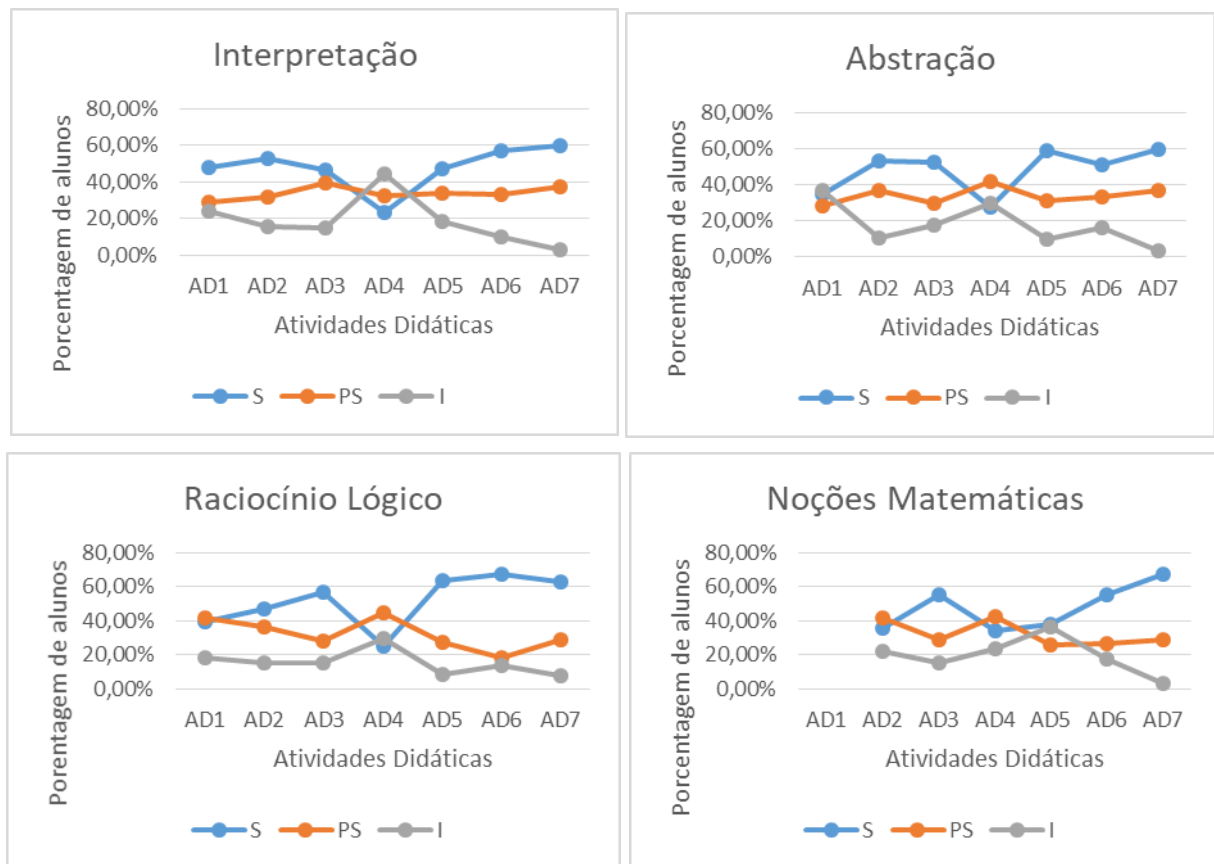 Interpretação
Porcentagem de alunos
80,00%
60,00%
40,00%
20,00%
0,00%
AD1 AD2 AD3 AD4 AD5 AD6 AD7
Atividades Didáticas
S PS I
Abstração
Porcentagem de alunos
80,00%
60,00%
40,00%
20,00%
0,00%
AD1 AD2 AD3 AD4 AD5 AD6 AD7
Atividades Didáticas
S PS I
Raciocínio Lógico
Porentagem de alunos
80,00%
60,00%
40,00%
20,00%
0,00%
AD1 AD2 AD3 AD4 AD5 AD6 AD7
Atividades Didáticas
S PS I
Noções Matemáticas
Porcentagem de alunos
80,00%
60,00%
40,00%
20,00%
0,00%
AD1 AD2 AD3 AD4 AD5 AD6 AD7
Atividades Didáticas
S PS I